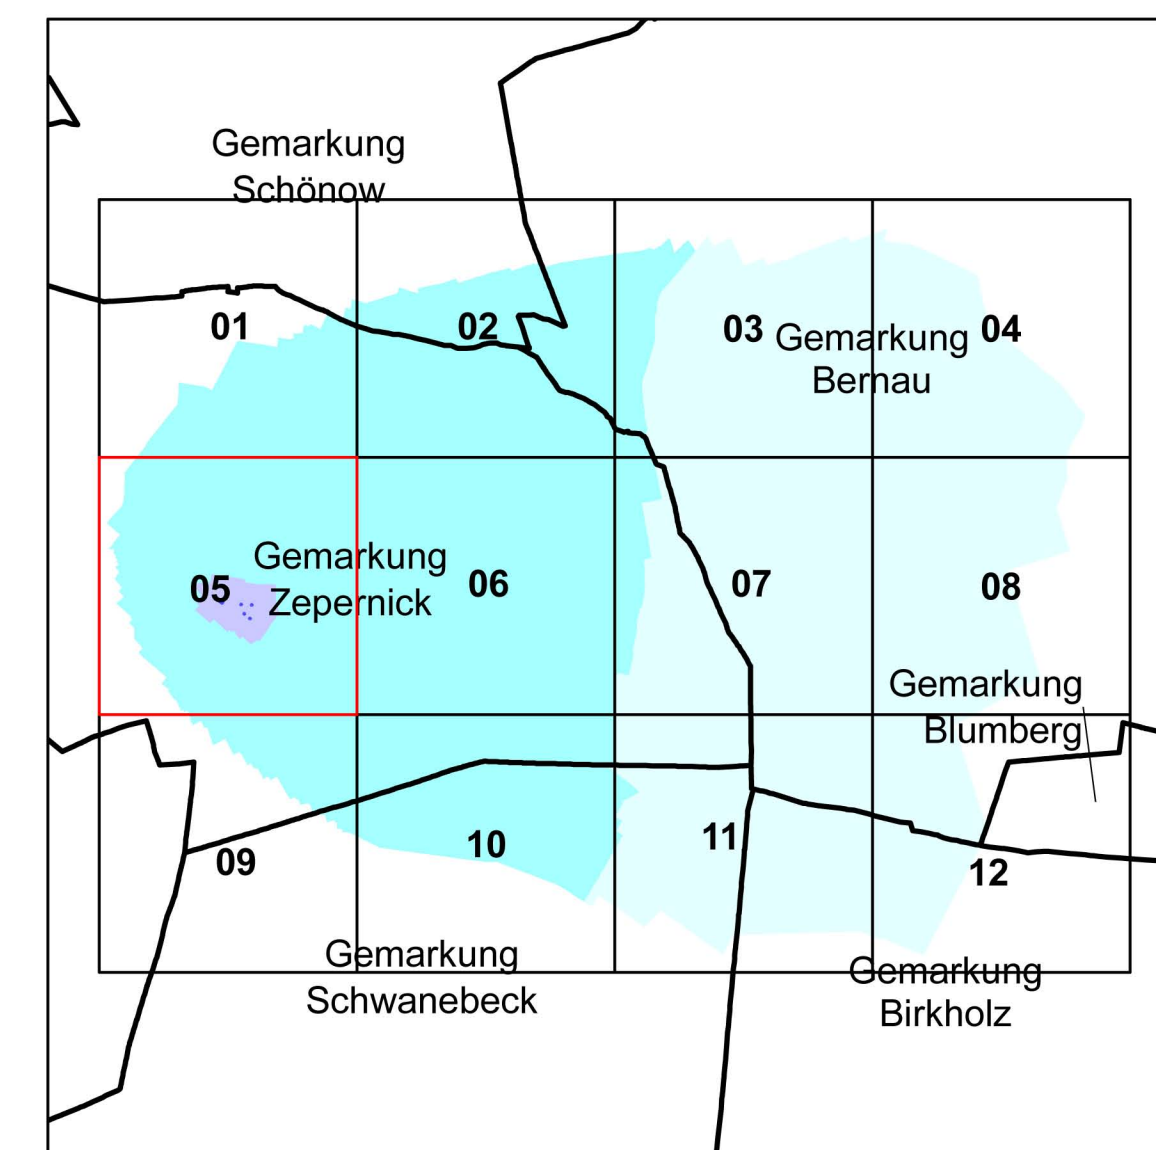 Gemarkung
Schönow
01
02
03
Gemarkung
Bernau
04
05
Gemarkung
Zepernick
06
07
08
Gemarkung
Blumberg
09
10
11
12
Gemarkung
Schwanebeck
Gemarkung
Birkholz